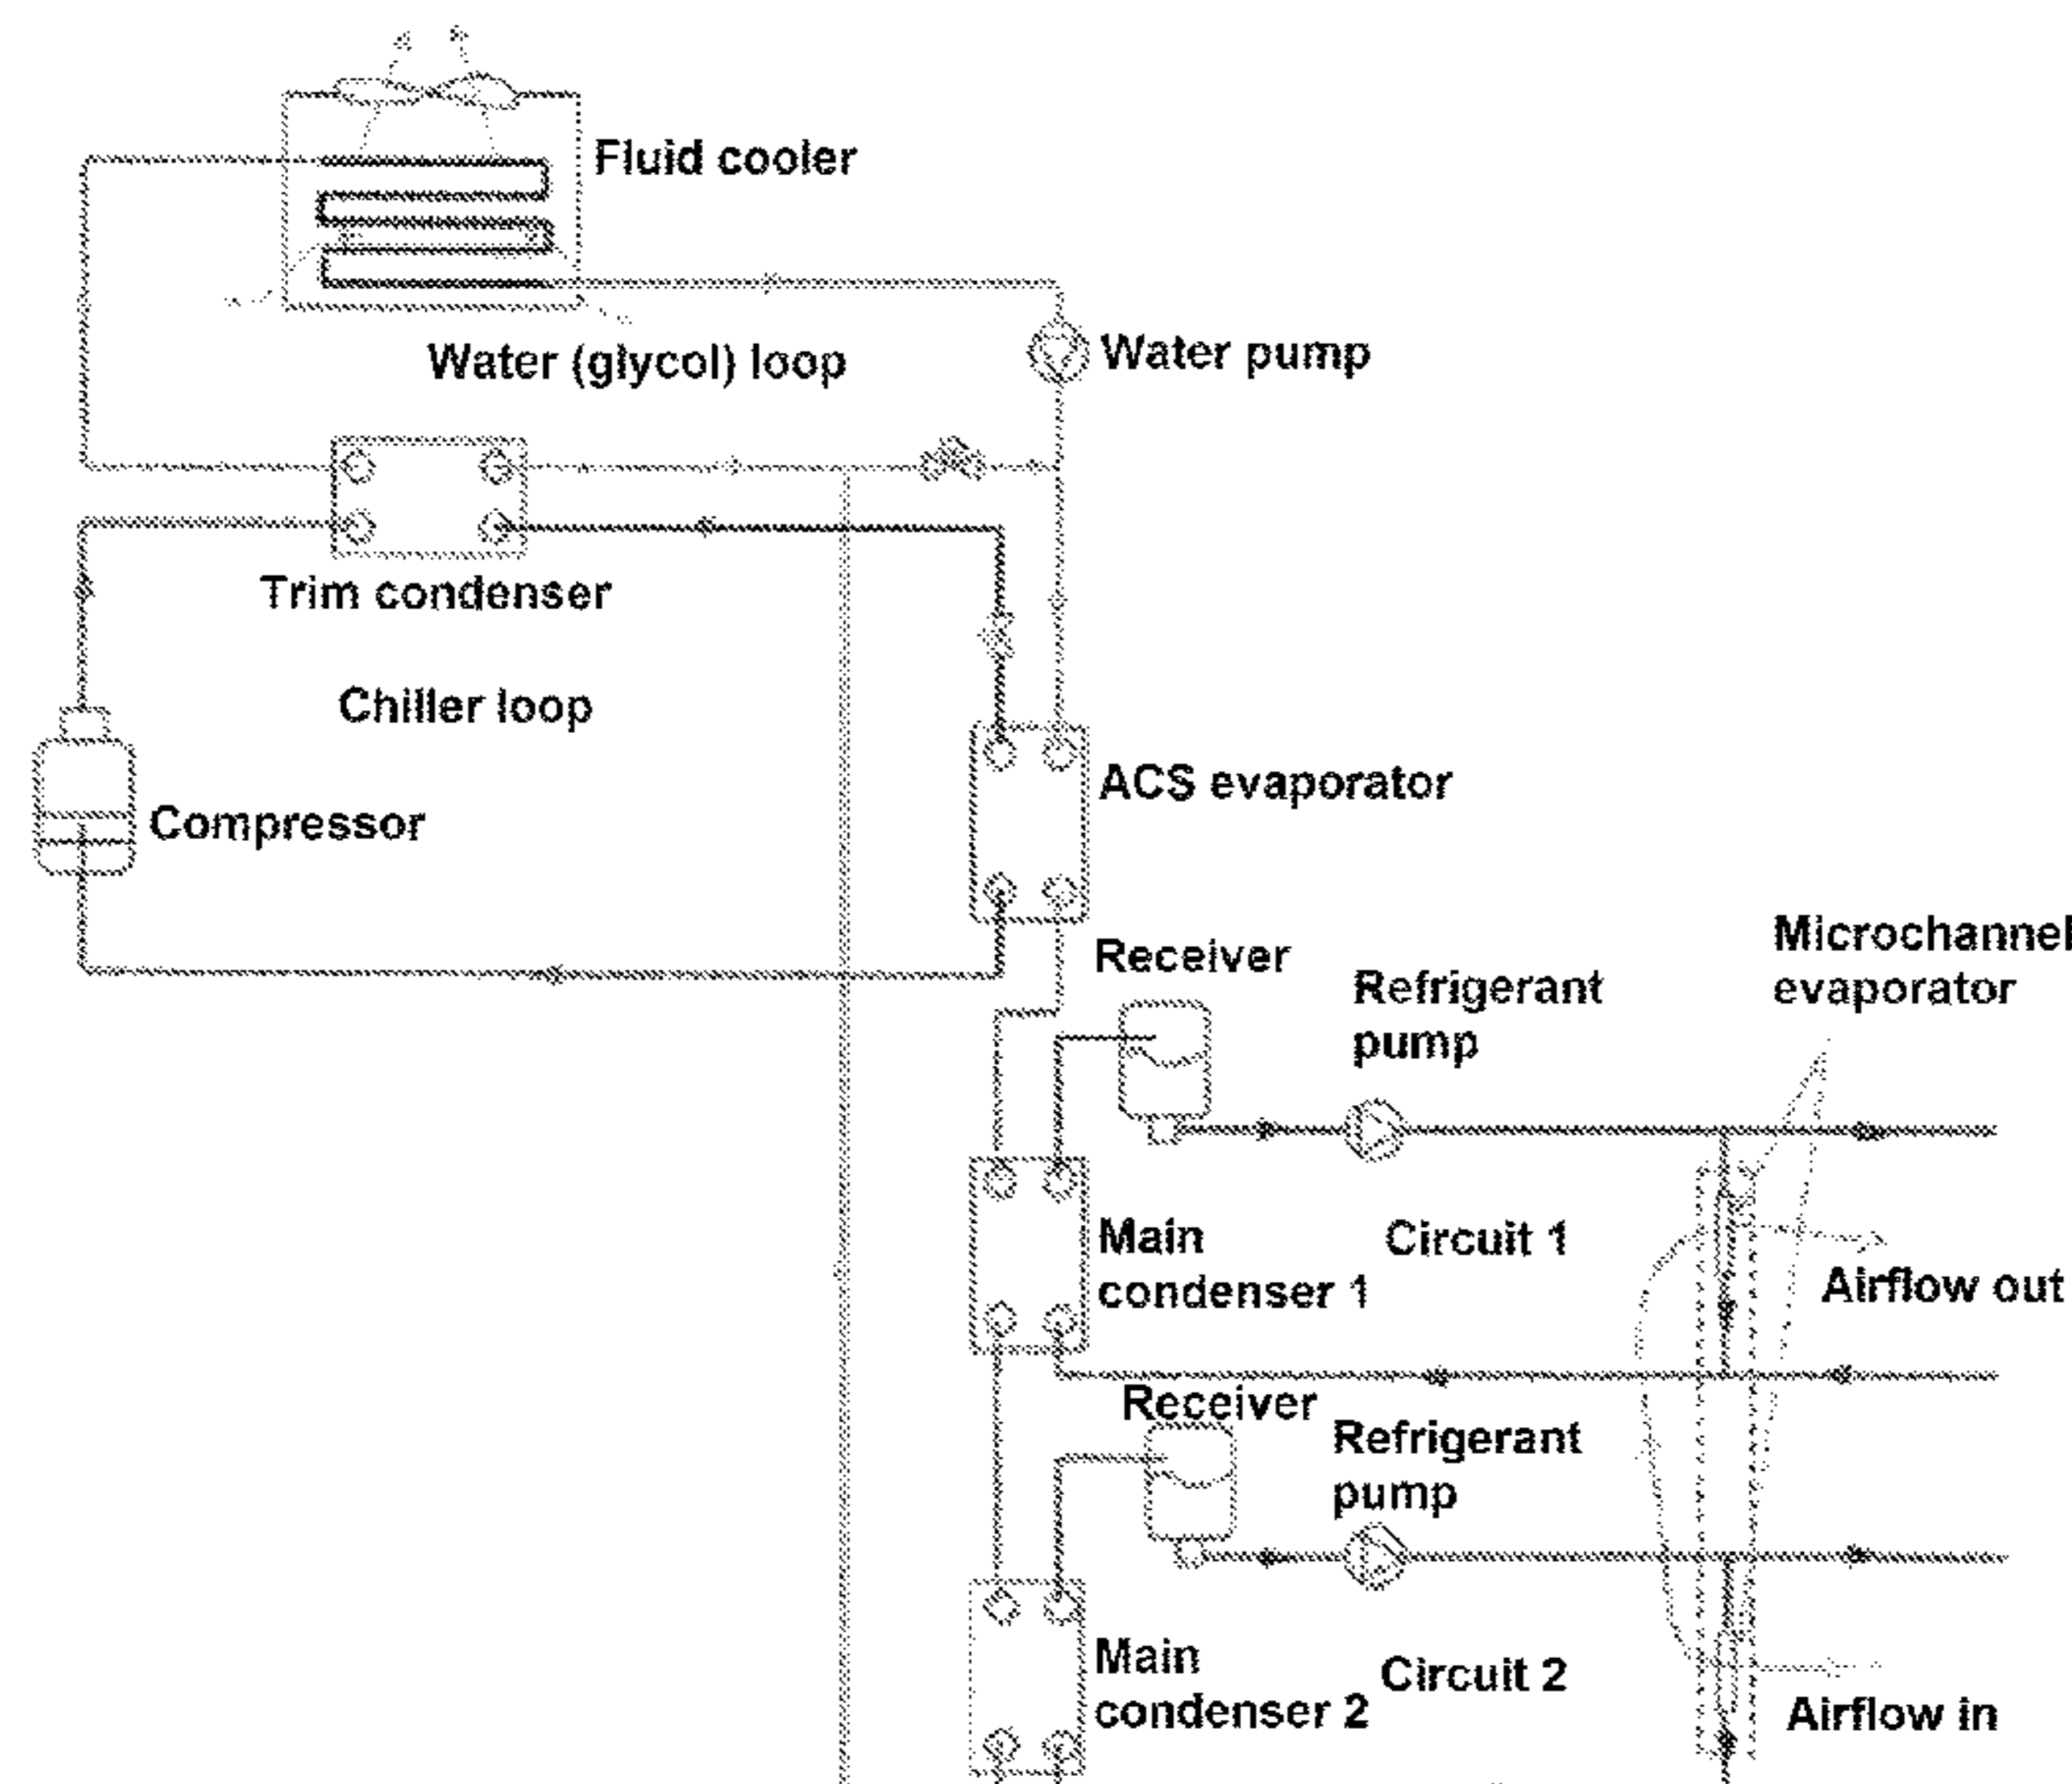 Fluid cooler
Water (glycol) loop
Water pump
Trim condenser
Chiller loop
ACS evaporator
Compressor
Receiver
Refrigerant
pump
Microchannel
evaporator
Main
condenser 1
Circuit 1
Airflow out
Receiver
Refrigerant
pump
Main
condenser 2
Circuit 2
Airflow in